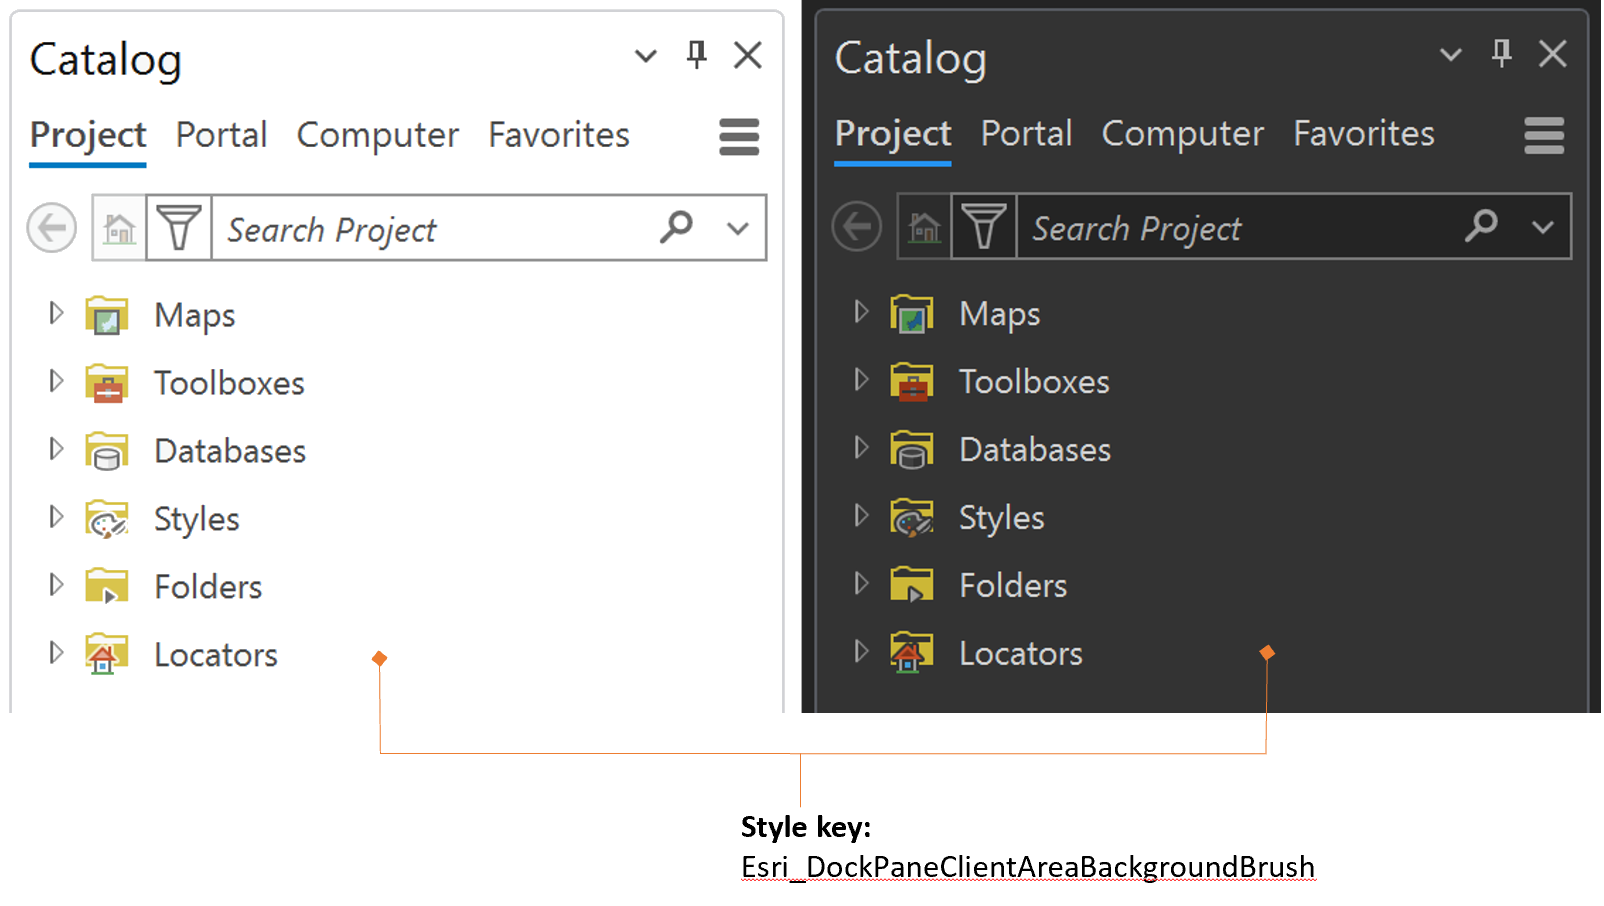 Catalog
Project Portal Computer Favorites
Search Project
Maps
Toolboxes
Databases
Styles
Folders
Locators
Catalog
Project Portal Computer Favorites
Search Project
Maps
Toolboxes
Databases
Styles
Folders
Locators
Style key:
Esri_DockPaneClientAreaBackgroundBrush